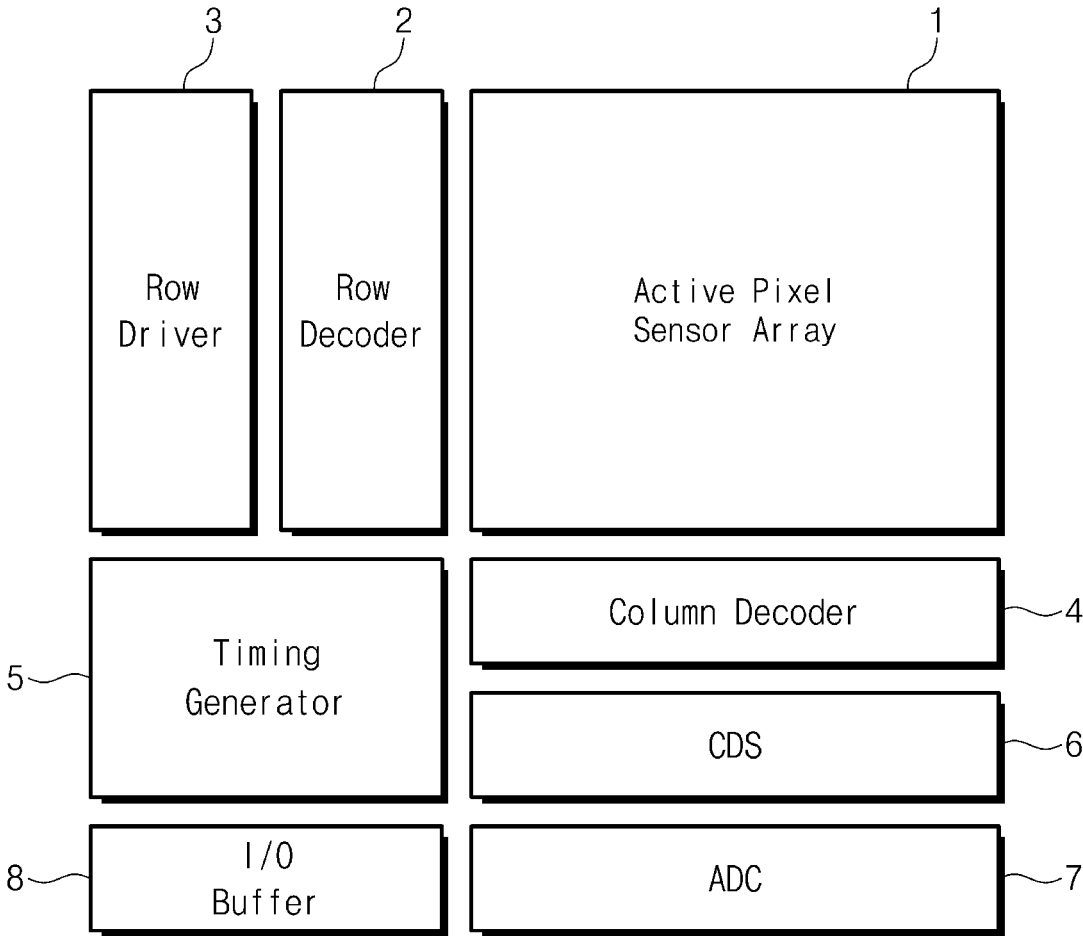 3
2
1
Row
Driver
Row
Decoder
Active Pixel
Sensor Array
Column Decoder
4
Timing
Generator
5
CDS
6
I/O
Buffer
8
ADC
7